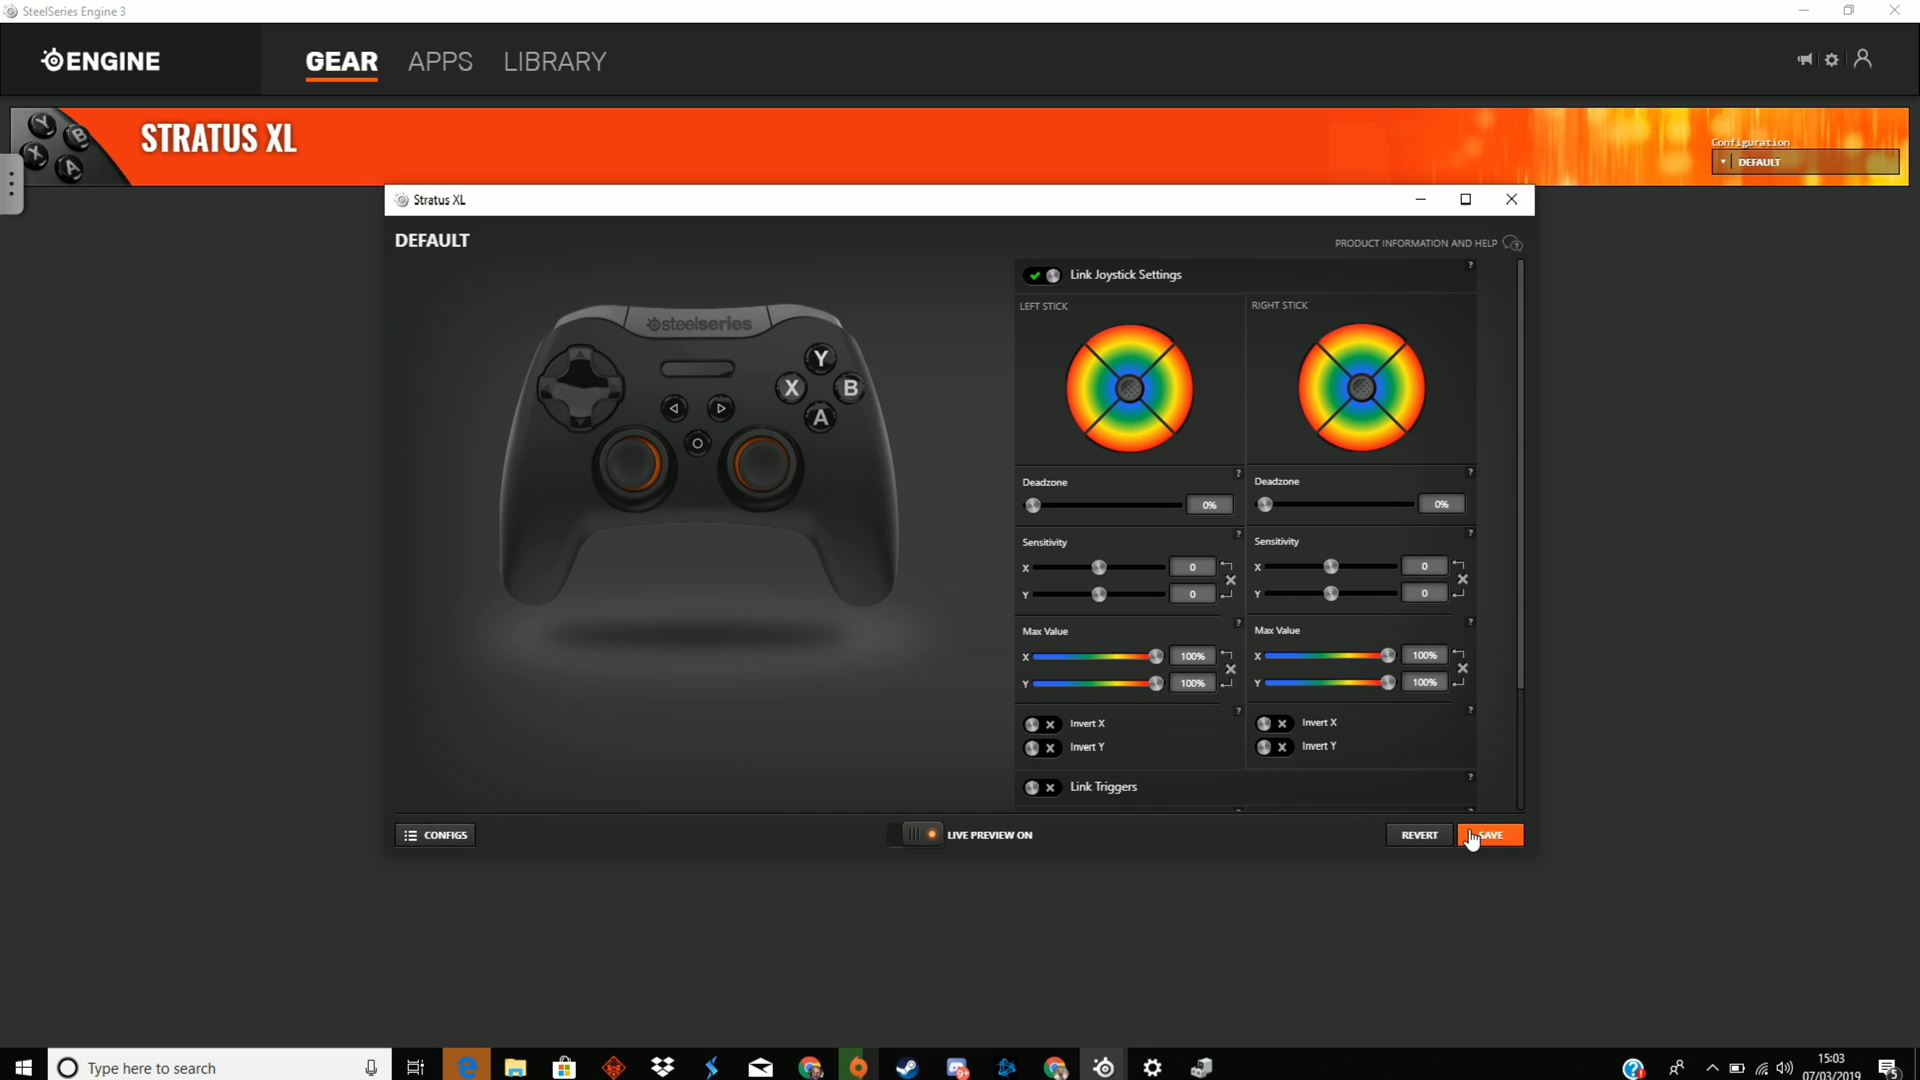 SteelSeries Engine 3
ENGINE
GEAR
APPS
LIBRARY
STRATUS XL
Configuration
DEFAULT
Stratus XL
DEFAULT
PRODUCT INFORMATION AND HELP
Link Joystick Settings
LEFT STICK
RIGHT STICK
steelseries
Y
X
B
A
Deadzone
0%
Deadzone
0%
Sensitivity
X 0
Y 0
Sensitivity
X 0
Y 0
Max Value
X 100%
Y 100%
Max Value
X 100%
Y 100%
Invert X
Invert Y
Invert X
Invert Y
Link Triggers
CONFIGS
LIVE PREVIEW ON
REVERT
SAVE
Type here to search
15:03
07/03/2019